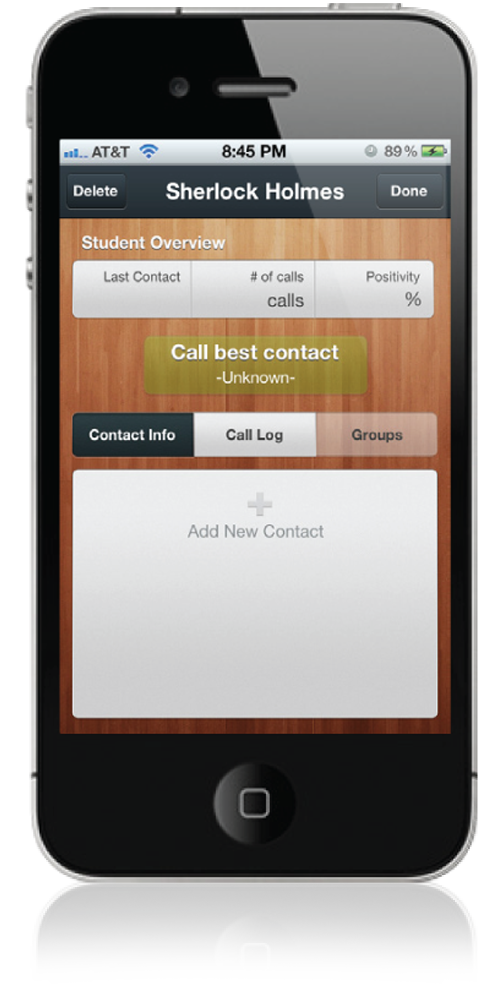 AT&T 8:45 PM 89%
Delete Sherlock Holmes Done
Student Overview
Last Contact # of calls Positivity
calls %
Call best contact
-Unknown-
Contact Info Call Log Groups
Add New Contact